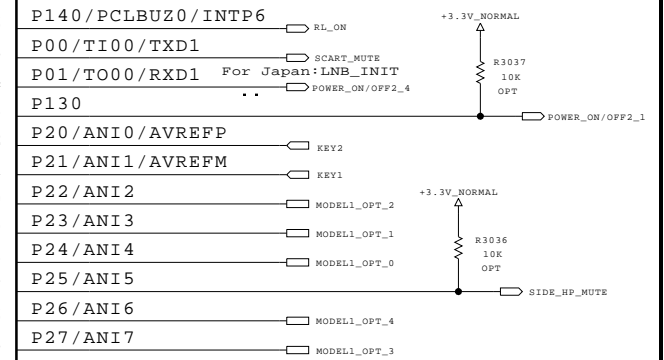 P140/PCLBUZ0/INTP6
RL_ON
+3.3V_NORMAL
P00/TI00/TXD1
SCART_MUTE
R3037
10K
OPT
P01/TO00/RXD1
For Japan:LNB_INIT
POWER_ON/OFF2_4
P130
POWER_ON/OFF2_1
P20/ANI0/AVREFP
KEY2
P21/ANI1/AVREFM
KEY1
P22/ANI2
MODEL1_OPT_2
+3.3V_NORMAL
P23/ANI3
MODEL1_OPT_1
R3036
10K
OPT
P24/ANI4
MODEL1_OPT_0
P25/ANI5
SIDE_HP_MUTE
P26/ANI6
MODEL1_OPT_4
P27/ANI7
MODEL1_OPT_3